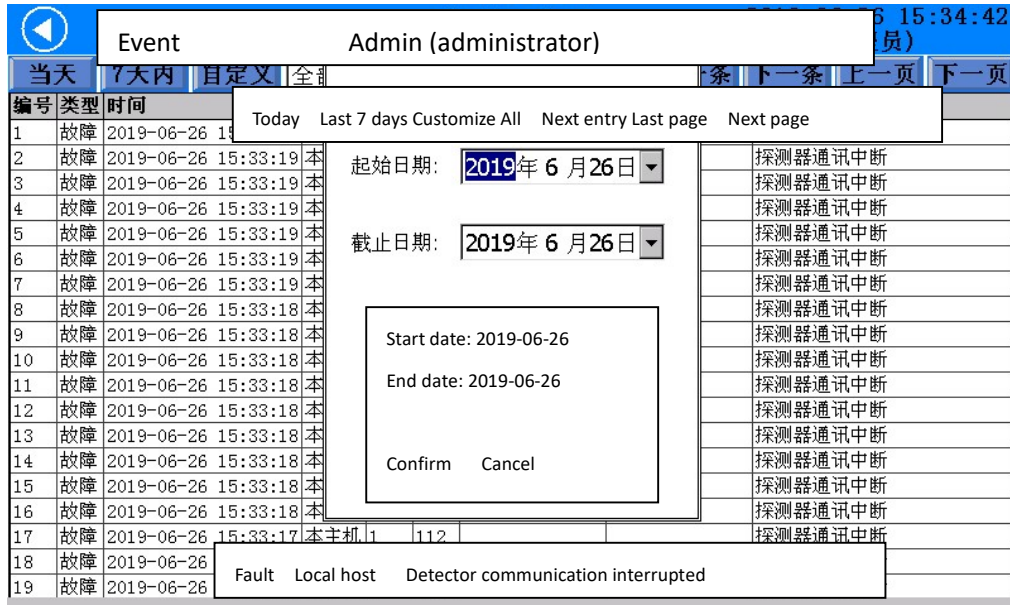 15:34:42
Event Admin (administrator)
员)
当天 7天内 自定义 全 条 下一条 上一页 下一页
编号 类型 时间
Today Last 7 days Customize All Next entry Last page Next page
1 故障 2019-06-26 15
2 故障 2019-06-26 15:33:19 本 探测器通讯中断
3 故障 2019-06-26 15:33:19 本 探测器通讯中断
4 故障 2019-06-26 15:33:19 本 探测器通讯中断
5 故障 2019-06-26 15:33:19 本 探测器通讯中断
6 故障 2019-06-26 15:33:19 本 探测器通讯中断
7 故障 2019-06-26 15:33:19 本 探测器通讯中断
8 故障 2019-06-26 15:33:18 本 探测器通讯中断
9 故障 2019-06-26 15:33:18 本 探测器通讯中断
10 故障 2019-06-26 15:33:18 本 探测器通讯中断
11 故障 2019-06-26 15:33:18 本 探测器通讯中断
12 故障 2019-06-26 15:33:18 本 探测器通讯中断
13 故障 2019-06-26 15:33:18 本 探测器通讯中断
14 故障 2019-06-26 15:33:18 本 探测器通讯中断
15 故障 2019-06-26 15:33:18 本 探测器通讯中断
16 故障 2019-06-26 15:33:18 本 探测器通讯中断
17 故障 2019-06-26 15:33:17 本主机 1 112 探测器通讯中断
18 故障 2019-06-26
19 故障 2019-06-26
起始日期: 2019年 6 月26日
截止日期: 2019年 6 月26日
Start date: 2019-06-26
End date: 2019-06-26
Confirm Cancel
Fault Local host Detector communication interrupted